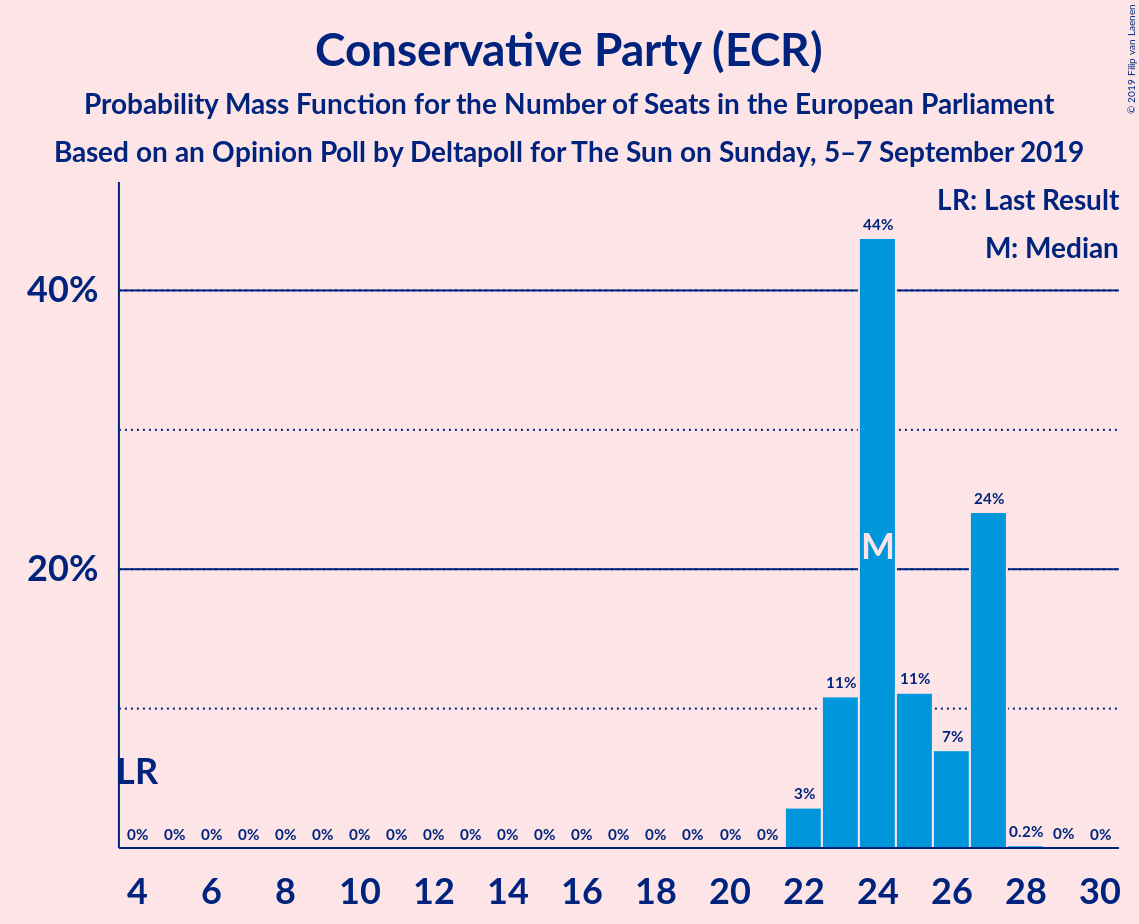 Conservative Party (ECR)
Probability Mass Function for the Number of Seats in the European Parliament
Based on an Opinion Poll by Deltapoll for The Sun on Sunday, 5–7 September 2019
© 2019 Filip van Laenen
LR: Last Result
M: Median
40%
20%
44%
24%
M
11%
11%
7%
LR
3%
0% 0% 0% 0% 0% 0% 0% 0% 0% 0% 0% 0% 0% 0% 0% 0% 0% 0% 0.2% 0% 0%
4 6 8 10 12 14 16 18 20 22 24 26 28 30